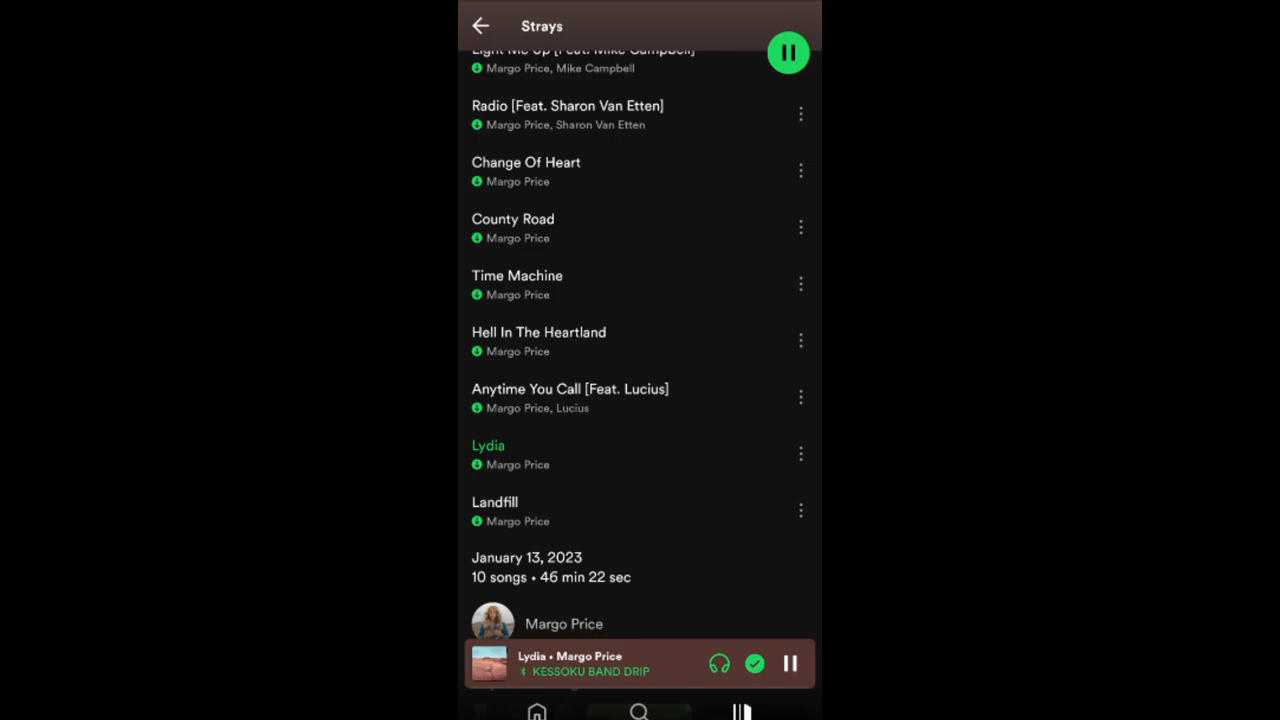 Strays
Light Me Up [Feat. Mike Campbell]
Margo Price, Mike Campbell
Radio [Feat. Sharon Van Etten]
Margo Price, Sharon Van Etten
Change Of Heart
Margo Price
County Road
Margo Price
Time Machine
Margo Price
Hell In The Heartland
Margo Price
Anytime You Call [Feat. Lucius]
Margo Price, Lucius
Lydia
Margo Price
Landfill
Margo Price
January 13, 2023
10 songs • 46 min 22 sec
Margo Price
Lydia • Margo Price
KESSOKU BAND DRIP